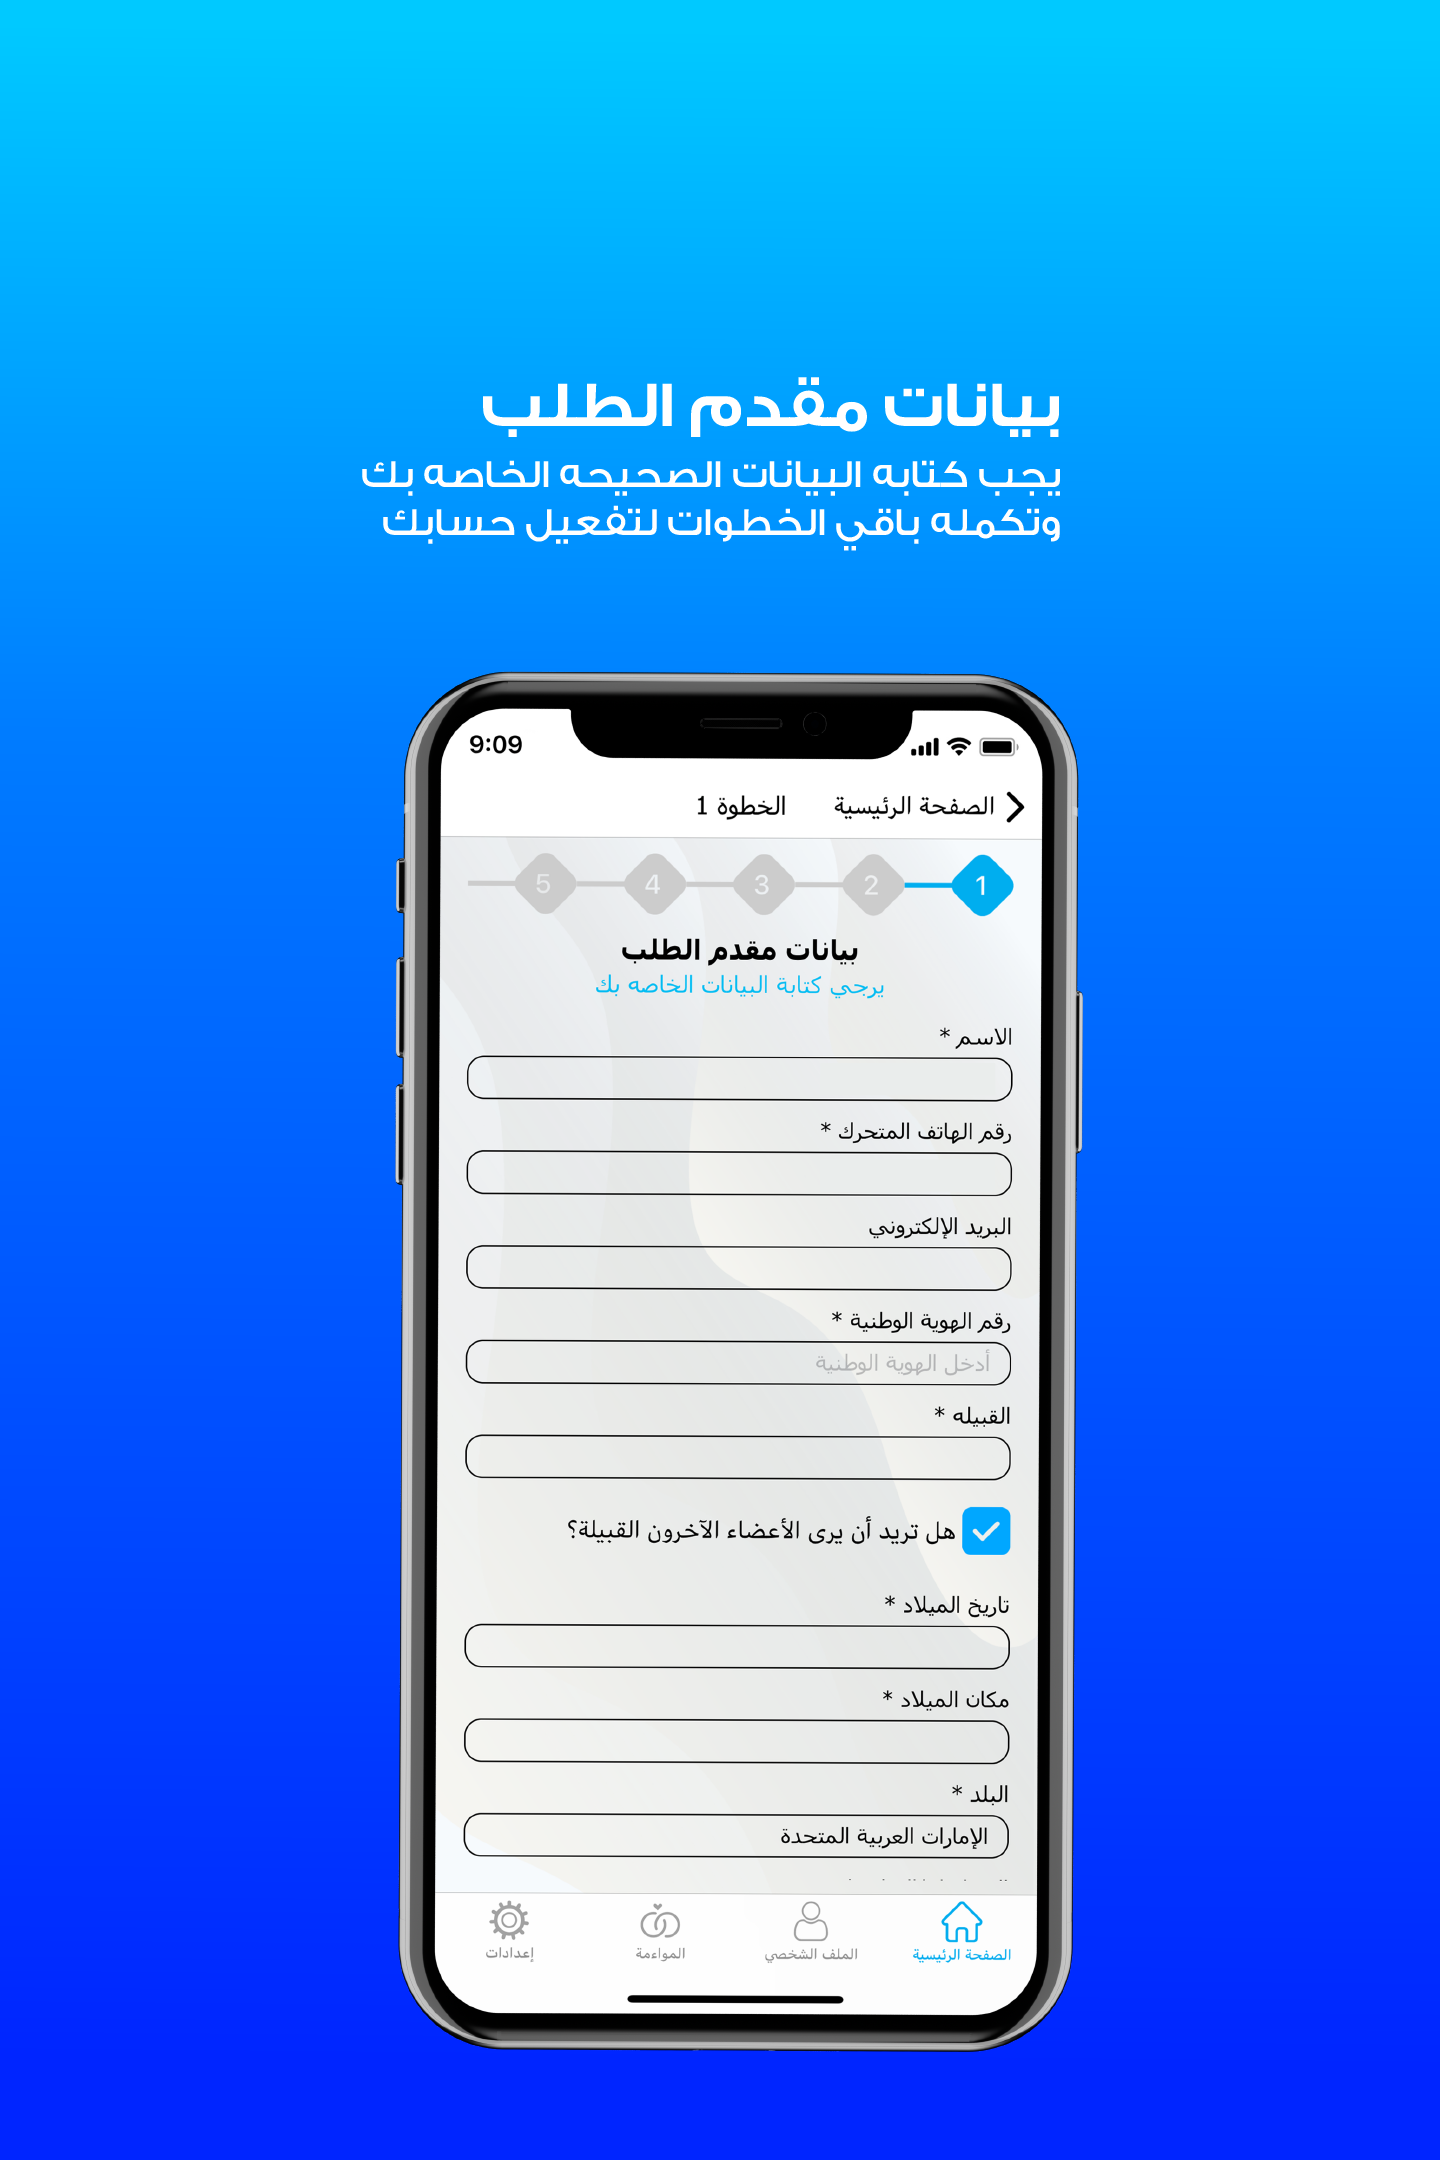 بيانات مقدم الطلب
يجب كتابه البيانات الصحيحه الخاصه بك
وتكمله باقي الخطوات لتفعيل حسابك
9:09
الصفحة الرئيسية
الخطوة 1
1 2 3 4 5
بيانات مقدم الطلب
يرجي كتابة البيانات الخاصه بك
الاسم *
رقم الهاتف المتحرك *
البريد الإلكتروني
رقم الهوية الوطنية *
أدخل الهوية الوطنية
القبيله *
هل تريد أن يرى الأعضاء الآخرون القبيلة؟
تاريخ الميلاد *
مكان الميلاد *
البلد *
الإمارات العربية المتحدة
الصفحة الرئيسية
الملف الشخصي
المواءمة
إعدادات